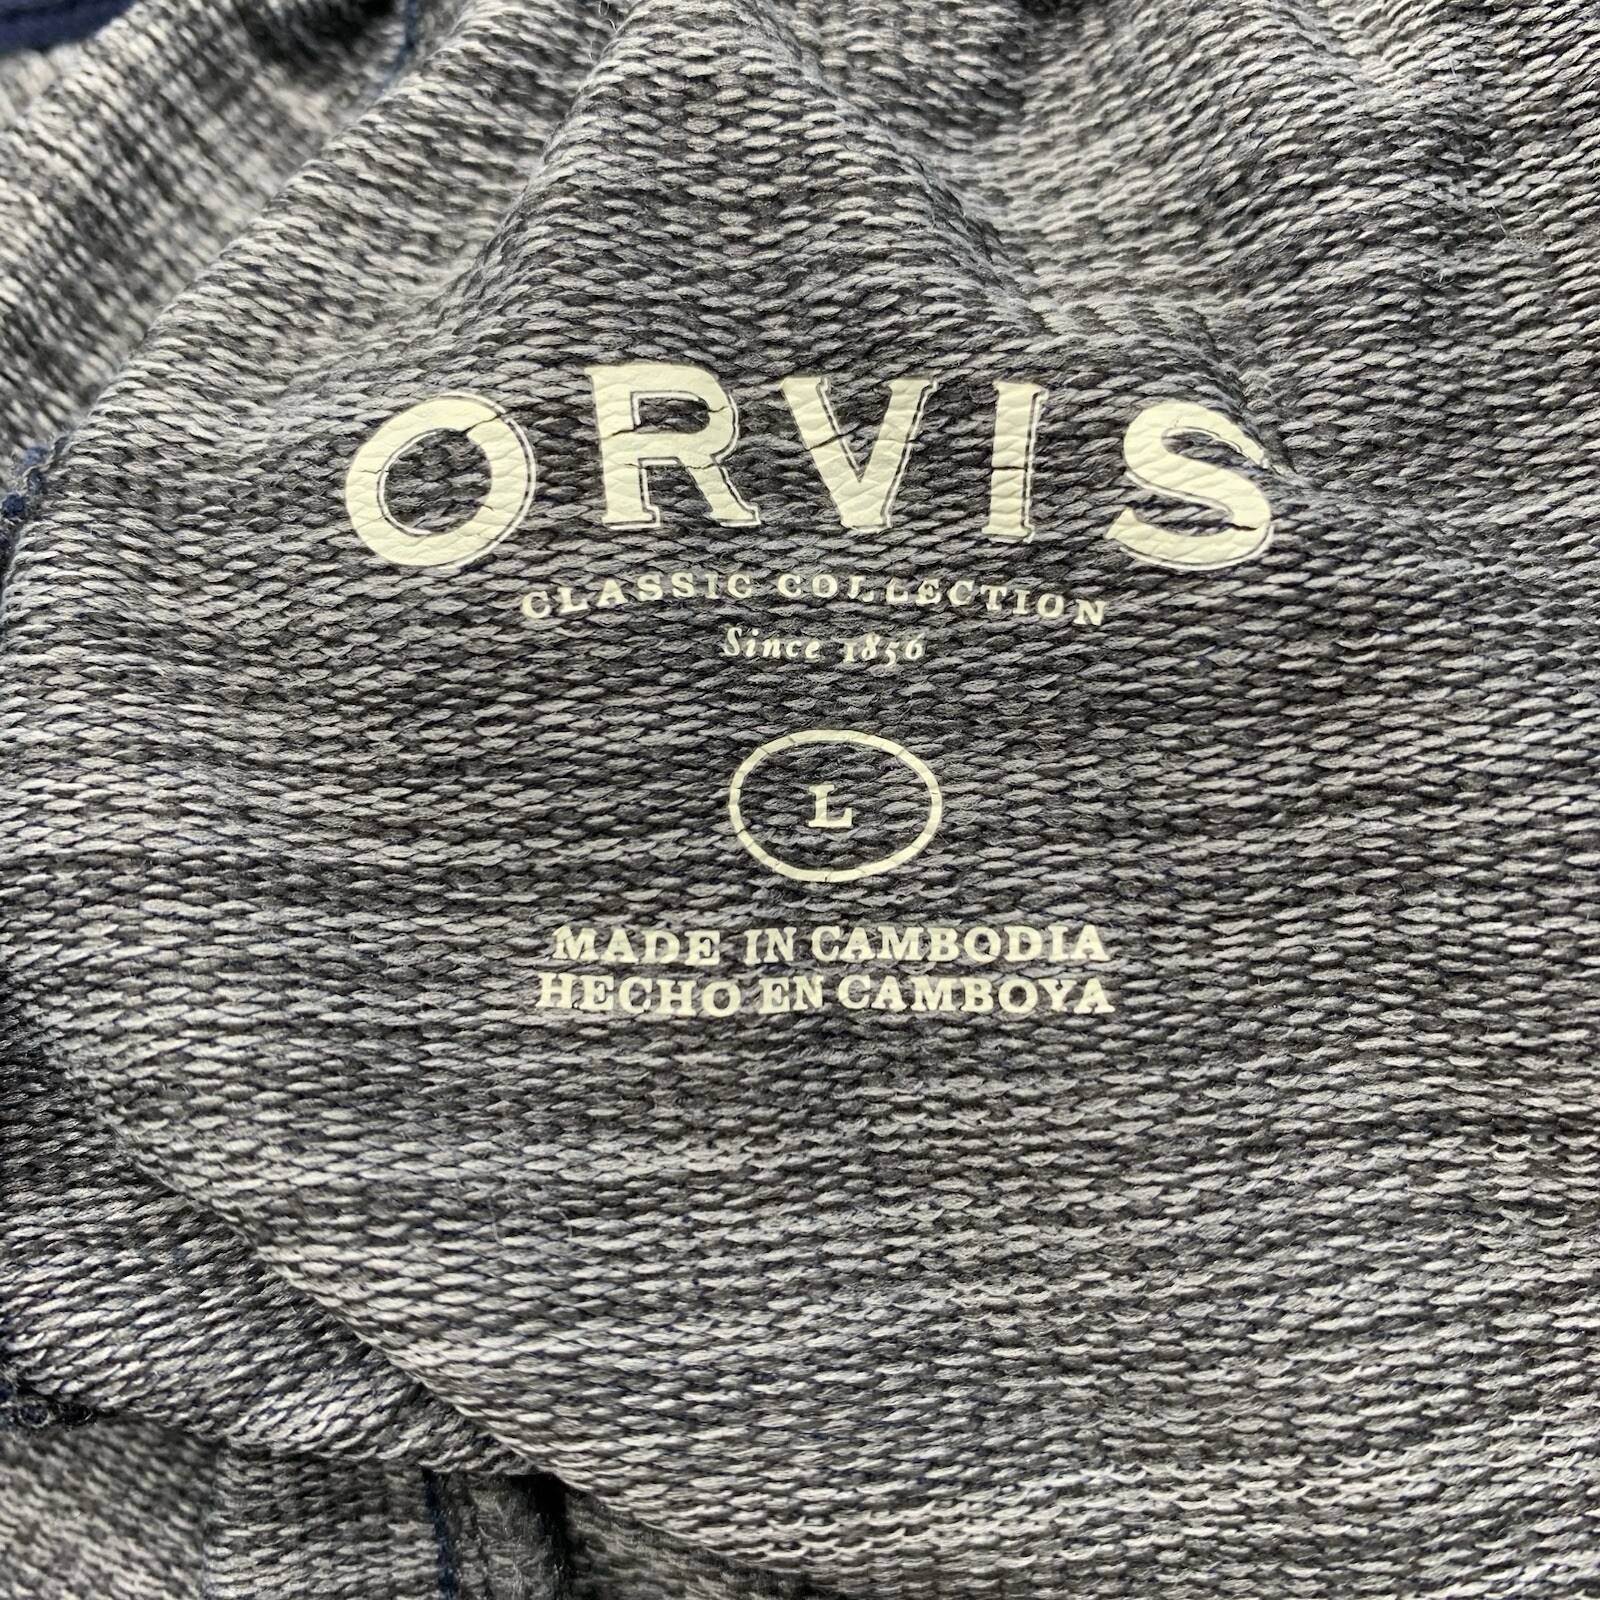 ORVIS
CLASSIC COLLECTION
Since 1856
L
MADE IN CAMBODIA
HECHO EN CAMBOYA